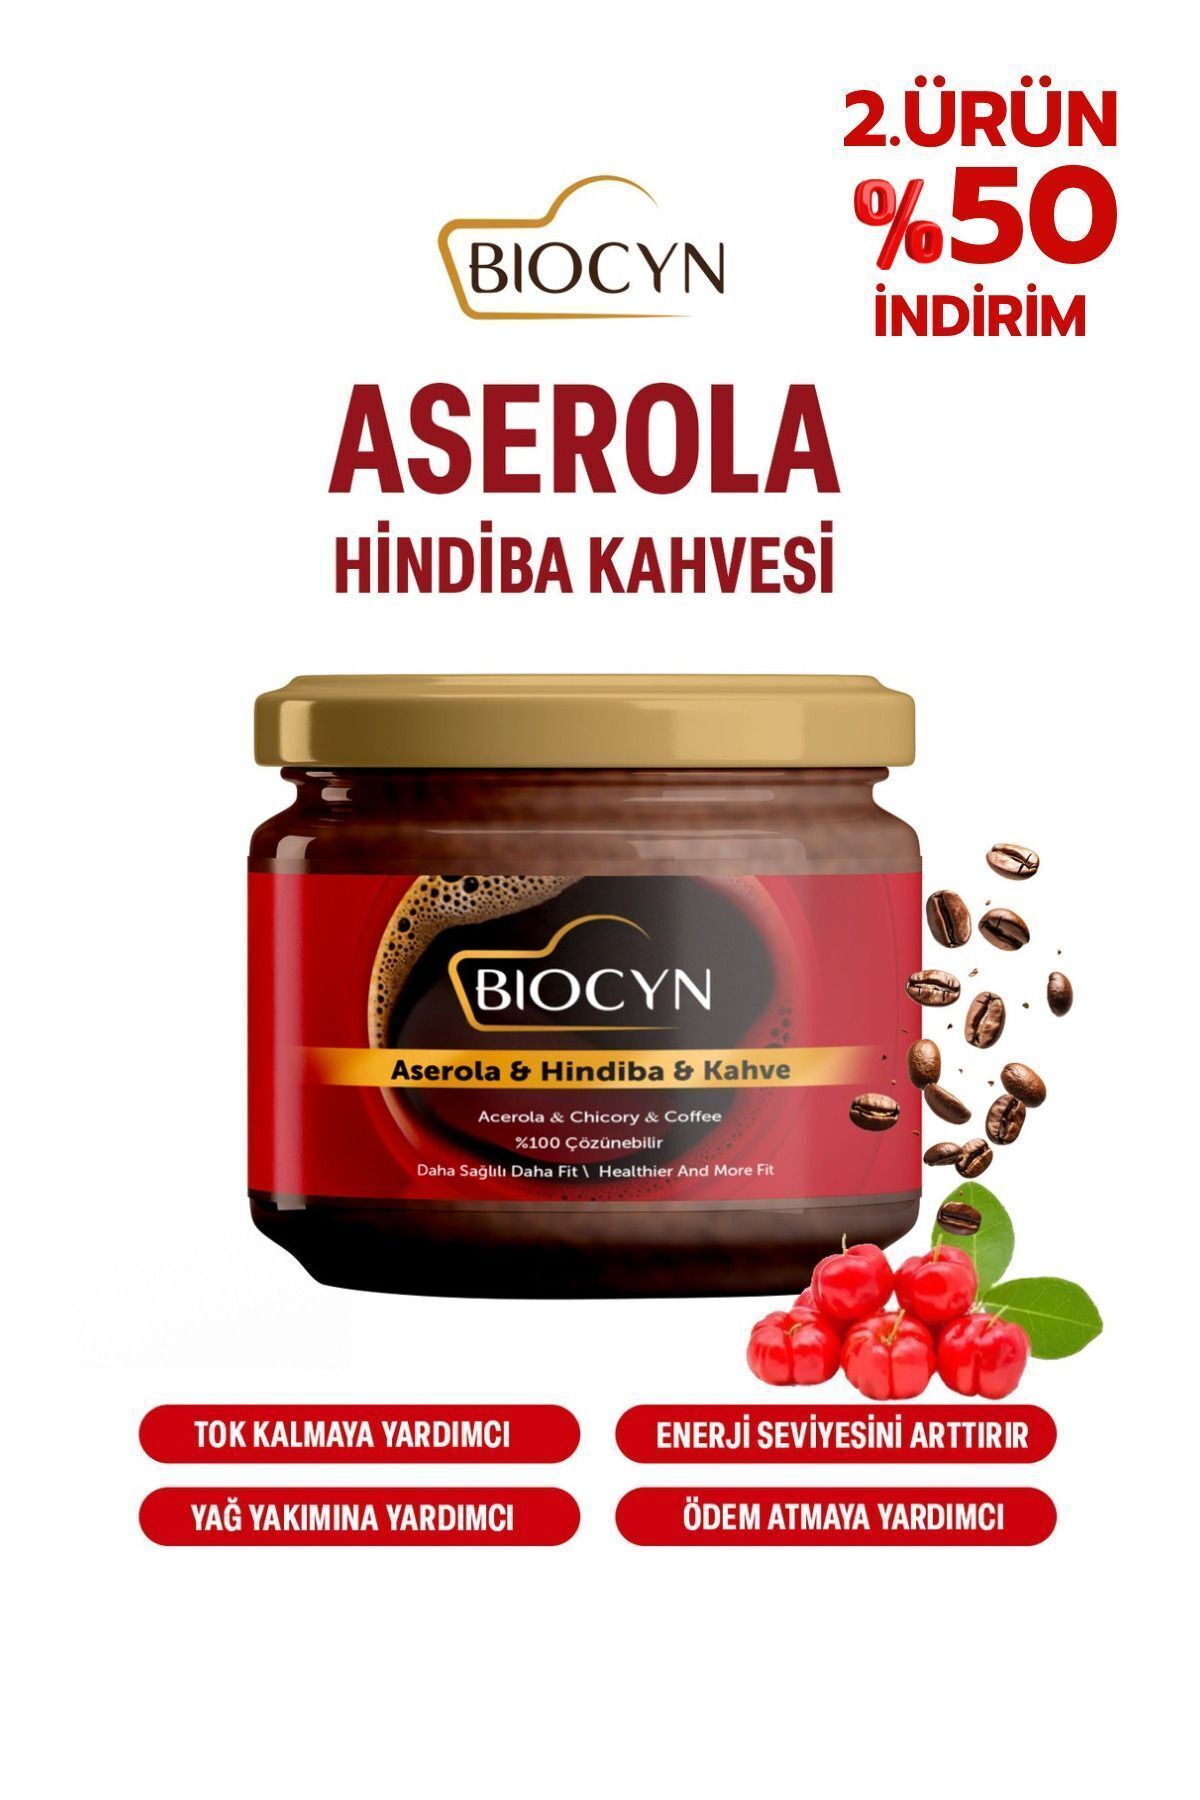 2.ÜRÜN
%50
İNDİRİM
BIOCYN
ASEROLA
HİNDİBA KAHVESİ
BIOCYN
Aserola & Hindiba & Kahve
Acerola & Chicory & Coffee
%100 Çözünebilir
Daha Sağlılı Daha Fit \ Healthier And More Fit
TOK KALMAYA YARDIMCI
ENERJİ SEVİYESİNİ ARTTIRIR
YAĞ YAKIMINA YARDIMCI
ÖDEM ATMAYA YARDIMCI